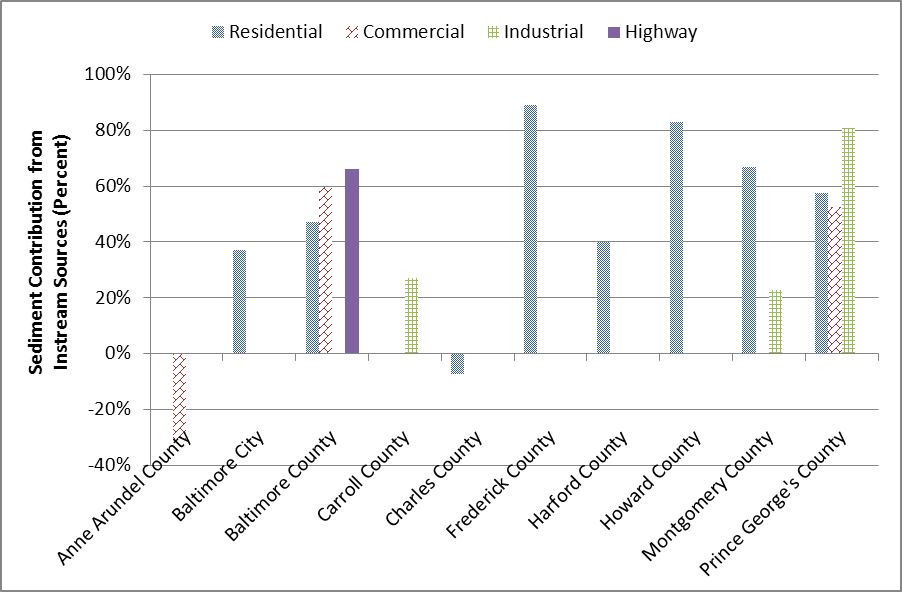 Residential Commercial Industrial Highway
Sediment Contribution from
Instream Sources (Percent)
100%
80%
60%
40%
20%
0%
-20%
-40%
Anne Arundel County
Baltimore City
Baltimore County
Carroll County
Charles County
Frederick County
Harford County
Howard County
Montgomery County
Prince George's County